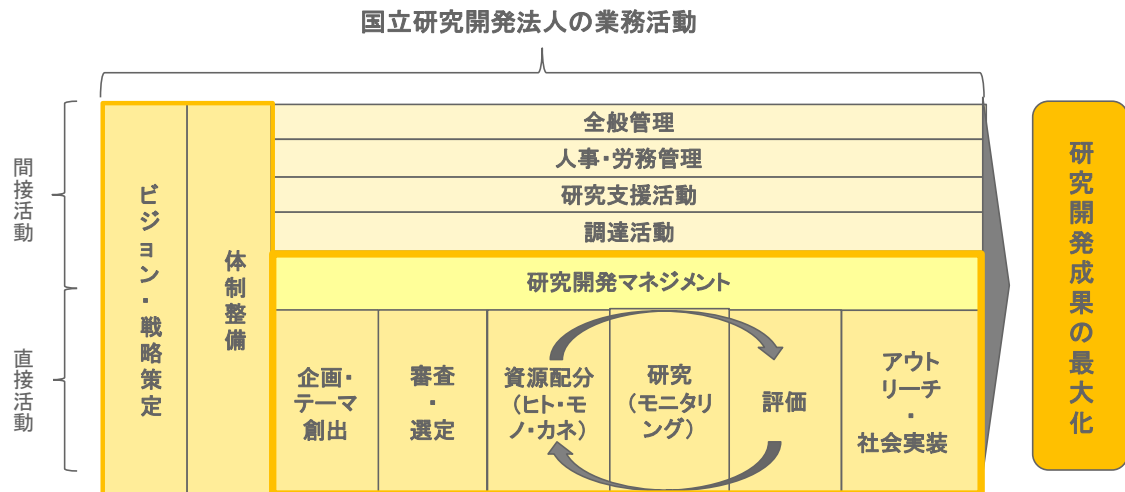 国立研究開発法人の業務活動
間接活動
直接活動
ビジョン・戦略策定
体制整備
全般管理
人事・労務管理
研究支援活動
調達活動
研究開発マネジメント
企画・
テーマ
創出
審査
・
選定
資源配分
(ヒト・モ
ノ・カネ)
研究
(モニタリ
ング)
評価
アウト
リーチ
・
社会実装
研究開発成果の最大化